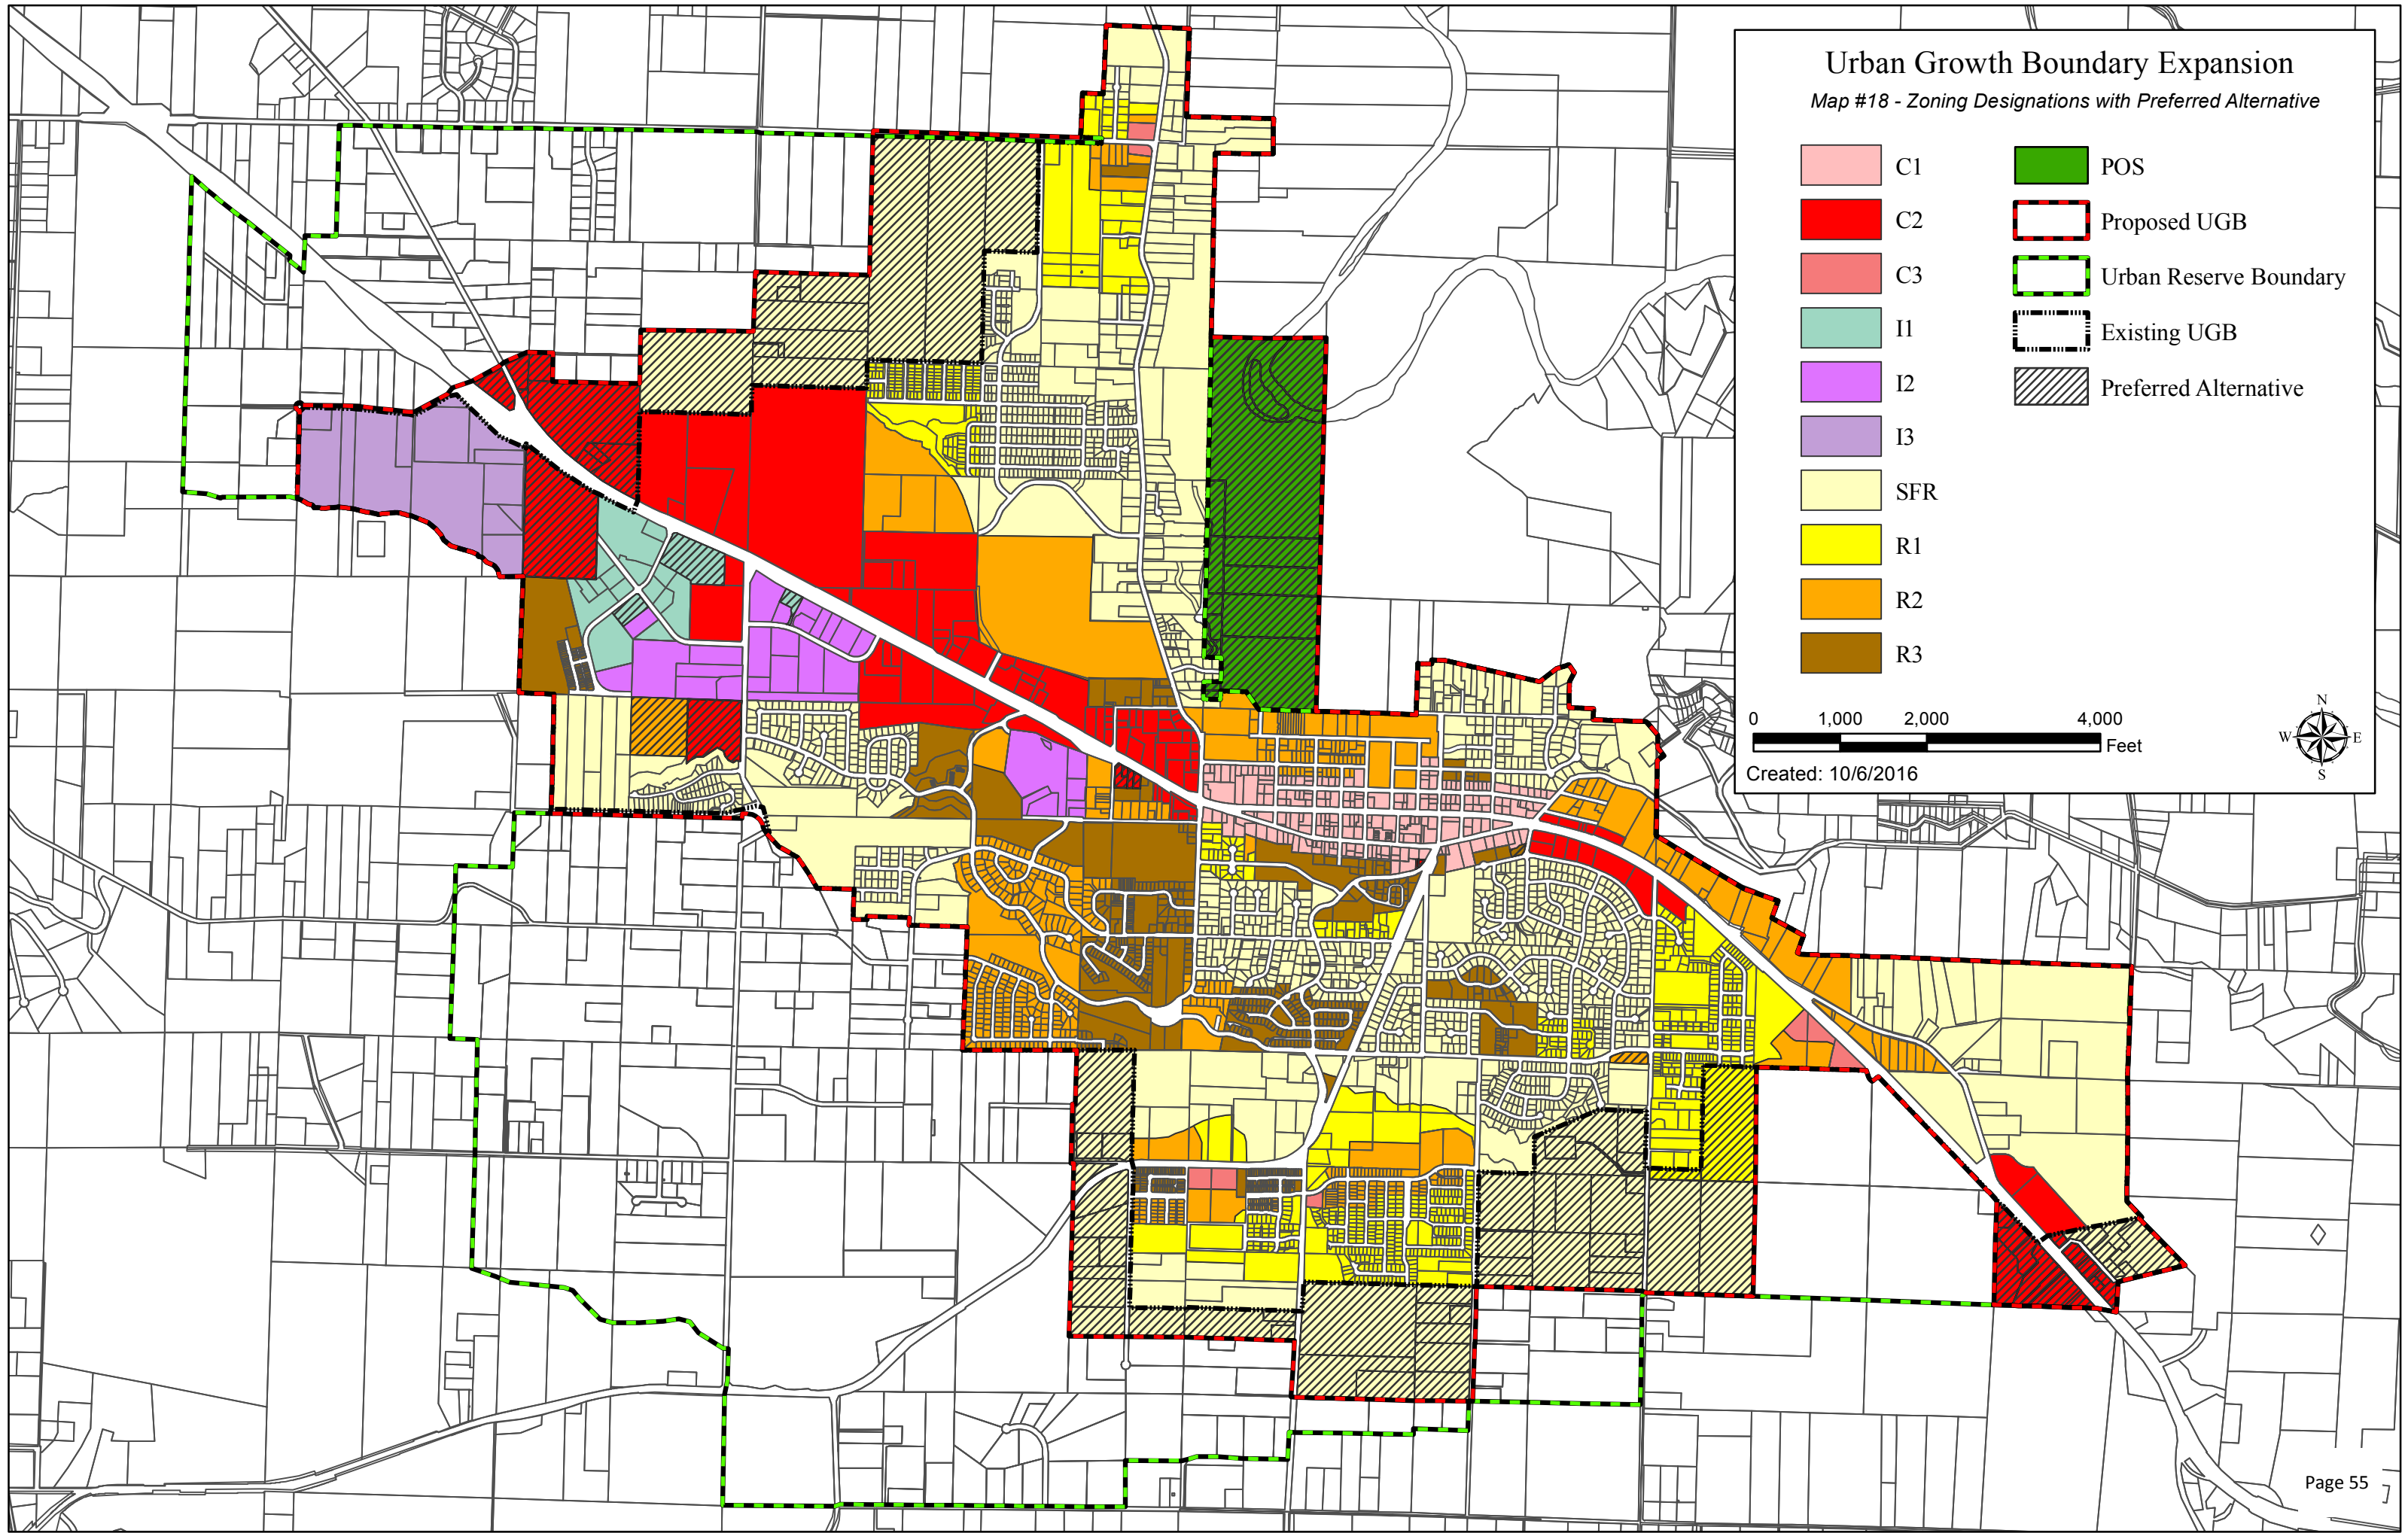 Urban Growth Boundary Expansion
Map #18 - Zoning Designations with Preferred Alternative
C1
C2
C3
I1
I2
I3
SFR
R1
R2
R3
POS
Proposed UGB
Urban Reserve Boundary
Existing UGB
Preferred Alternative
0 1,000 2,000 4,000
Feet
Created: 10/6/2016
N
W E
S
Page 55